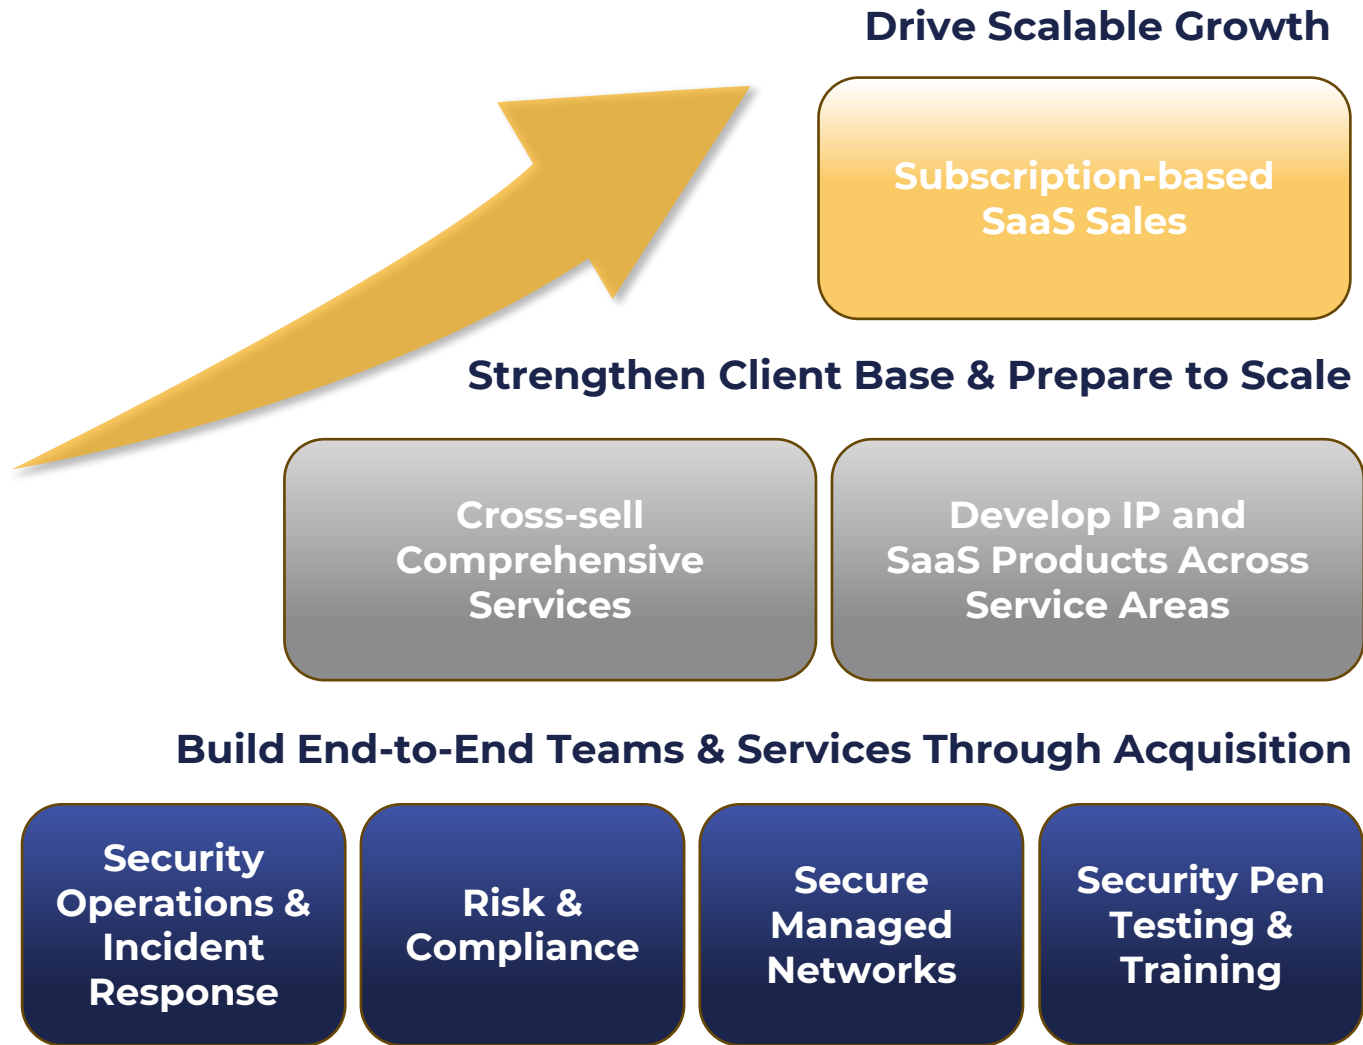 Drive Scalable Growth
Subscription-based
SaaS Sales
Strengthen Client Base & Prepare to Scale
Cross-sell
Comprehensive
Services
Develop IP and
SaaS Products Across
Service Areas
Build End-to-End Teams & Services Through Acquisition
Security
Operations &
Incident
Response
Risk &
Compliance
Secure
Managed
Networks
Security Pen
Testing &
Training